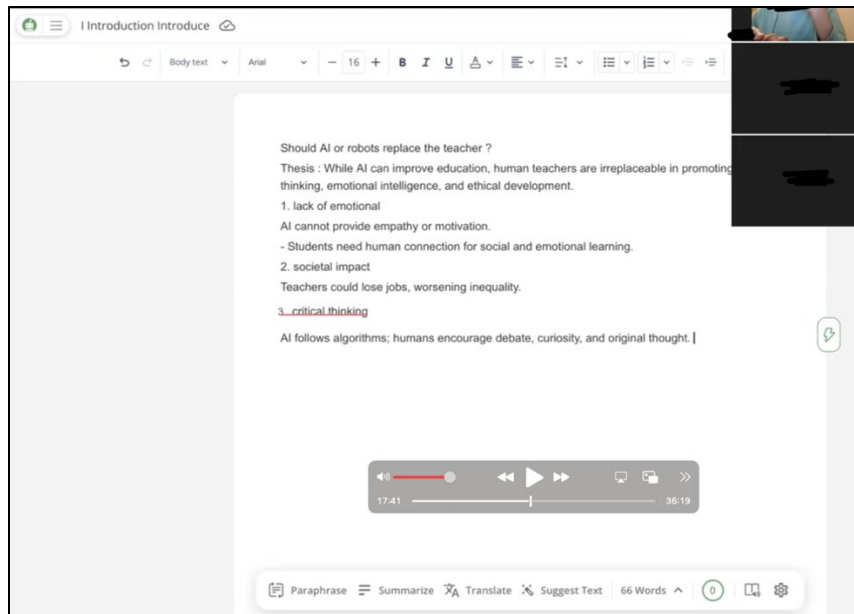 I Introduction Introduce
Body text
Arial
16
B I U A
Should AI or robots replace the teacher ?
Thesis : While AI can improve education, human teachers are irreplaceable in promoting
thinking, emotional intelligence, and ethical development.
1. lack of emotional
AI cannot provide empathy or motivation.
- Students need human connection for social and emotional learning.
2. societal impact
Teachers could lose jobs, worsening inequality.
3. critical thinking
AI follows algorithms; humans encourage debate, curiosity, and original thought.
17:41 36:19
Paraphrase Summarize Translate Suggest Text 66 Words 0